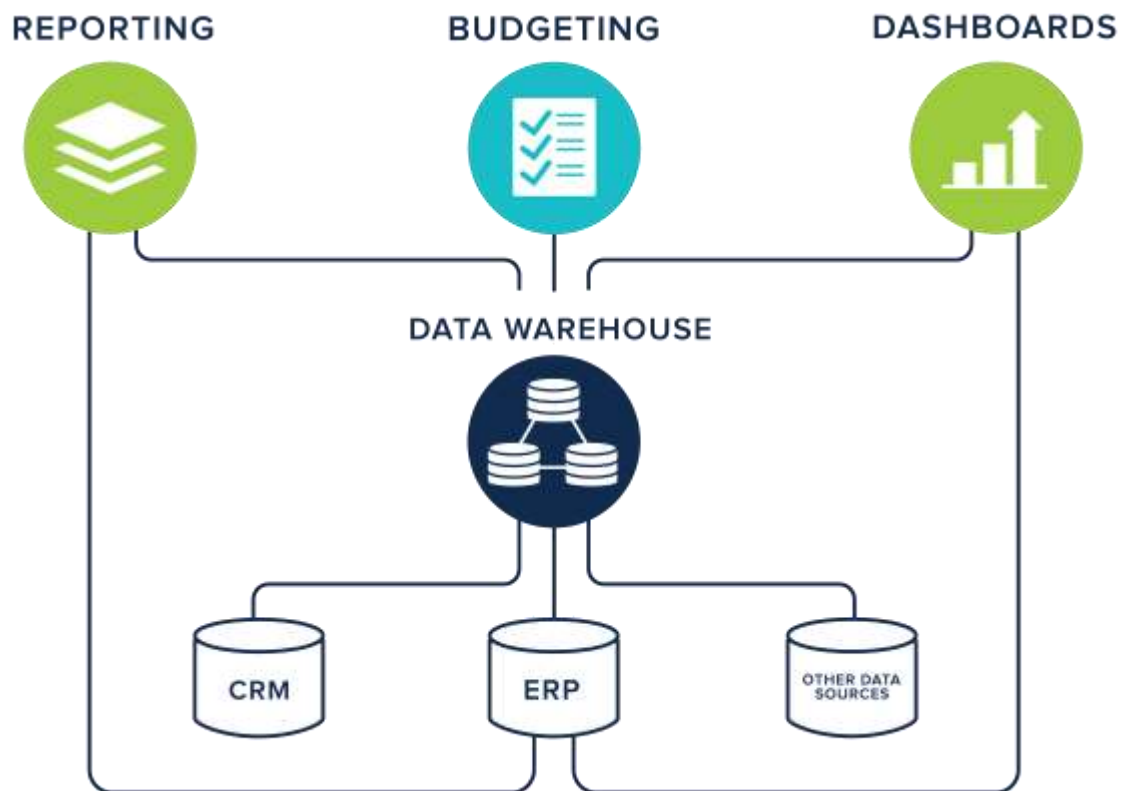 REPORTING
BUDGETING
DASHBOARDS
DATA WAREHOUSE
CRM
ERP
OTHER DATA
SOURCES